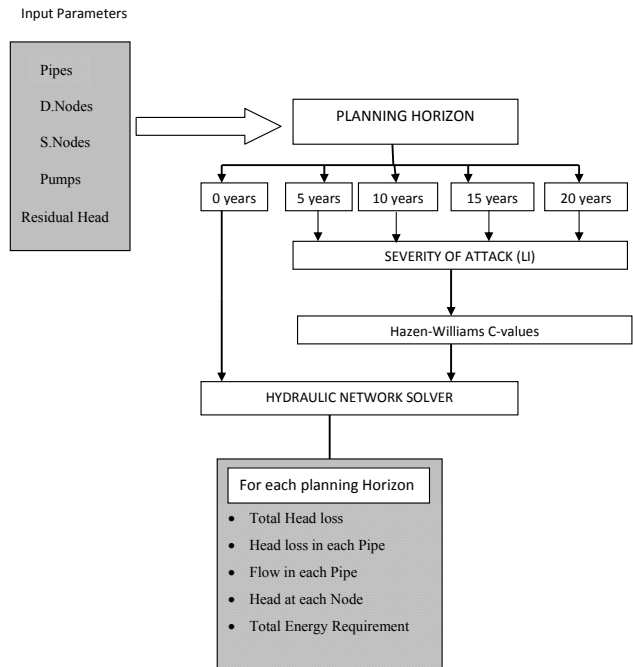 Input Parameters
Pipes
D.Nodes
S.Nodes
Pumps
Residual Head
PLANNING HORIZON
0 years
5 years
10 years
15 years
20 years
SEVERITY OF ATTACK (LI)
Hazen-Williams C-values
HYDRAULIC NETWORK SOLVER
For each planning Horizon
• Total Head loss
• Head loss in each Pipe
• Flow in each Pipe
• Head at each Node
• Total Energy Requirement